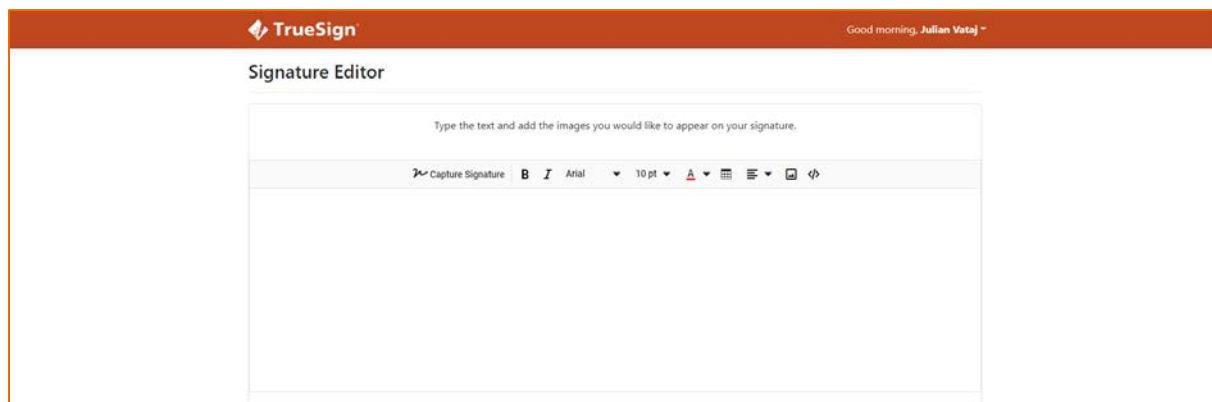 TrueSign
Good morning, Julian Vataj
Signature Editor
Type the text and add the images you would like to appear on your signature.
Capture Signature B I Arial 10 pt A